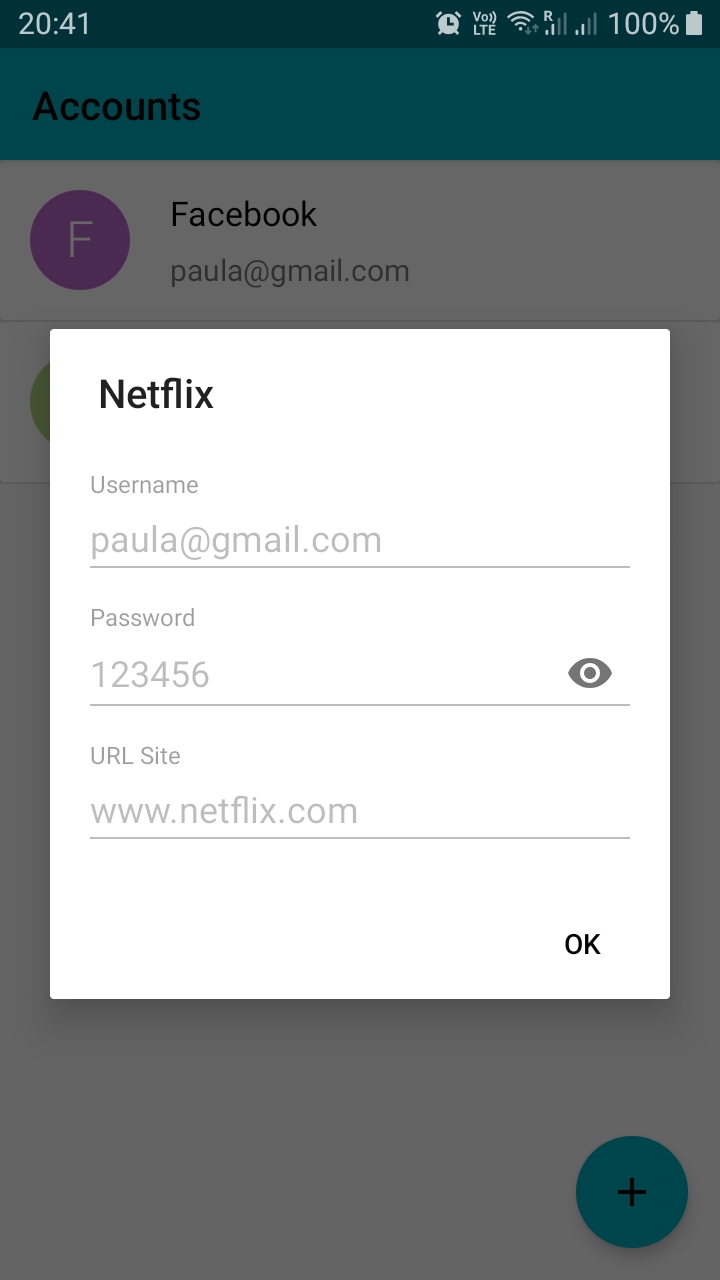 20:41 Vo)) LTE R 100%
Accounts
F
Facebook
paula@gmail.com
Netflix
Username
paula@gmail.com
Password
123456
URL Site
www.netflix.com
OK
+